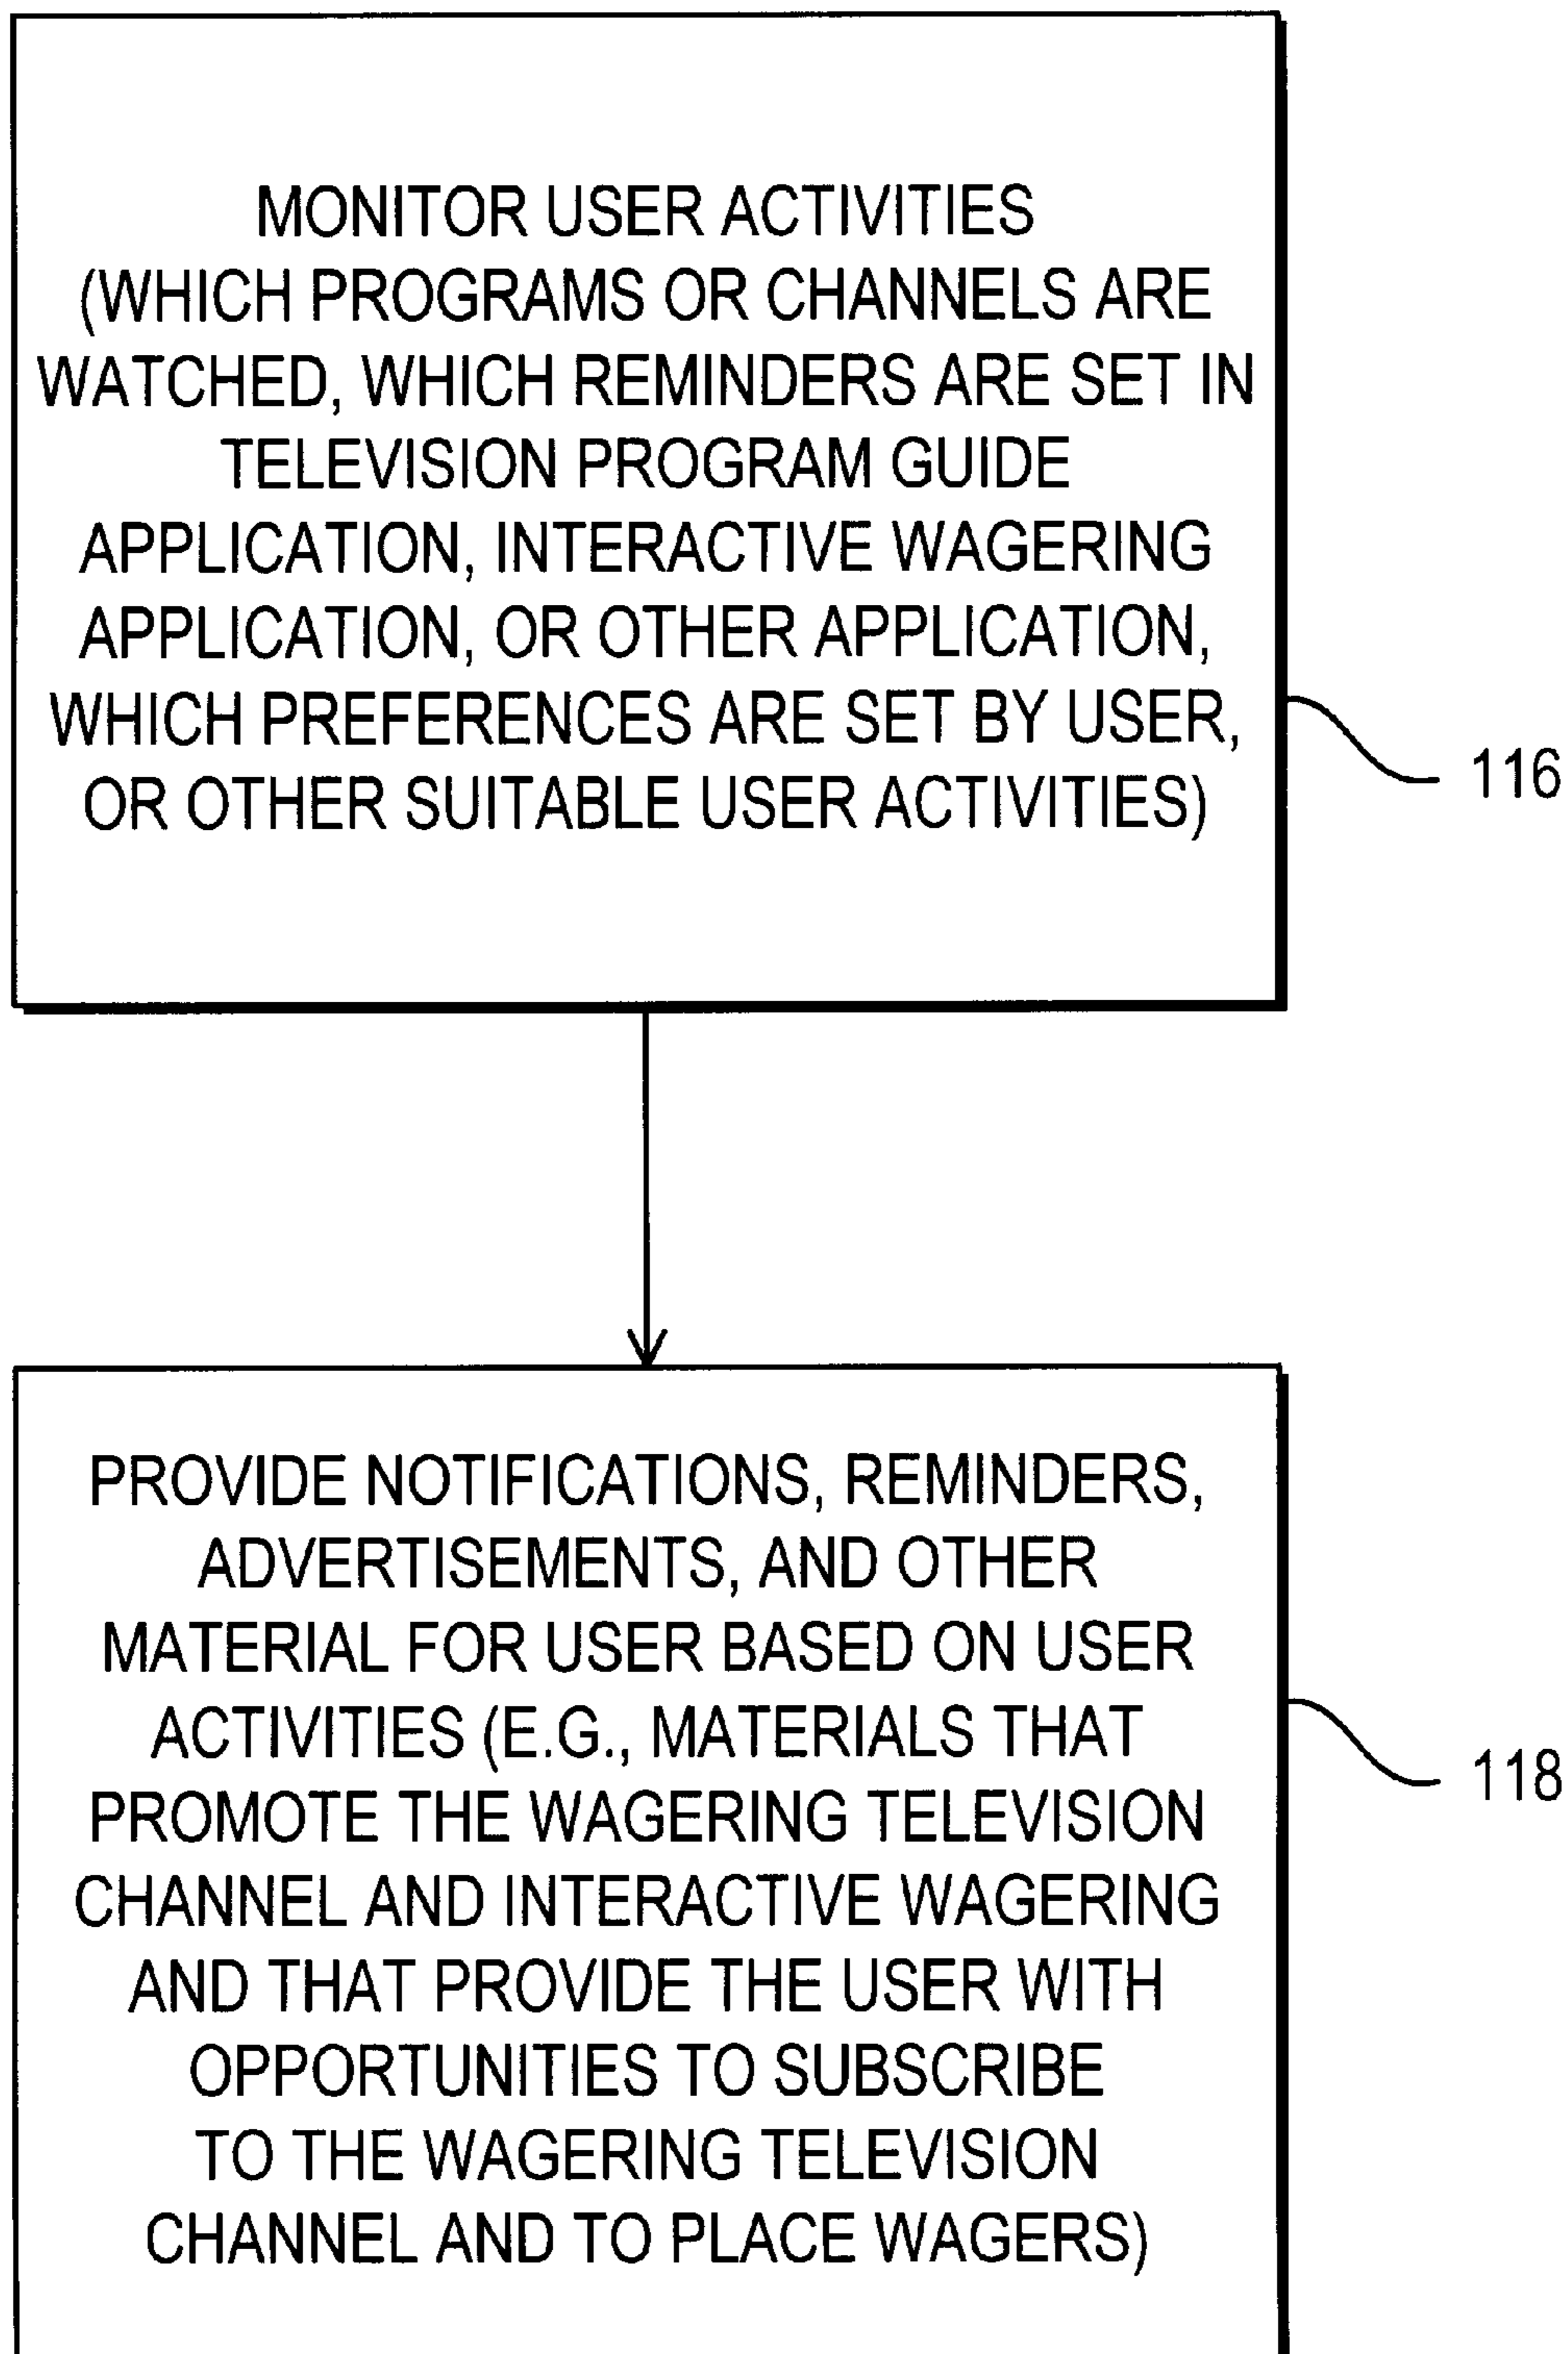 MONITOR USER ACTIVITIES
(WHICH PROGRAMS OR CHANNELS ARE
WATCHED, WHICH REMINDERS ARE SET IN
TELEVISION PROGRAM GUIDE
APPLICATION, INTERACTIVE WAGERING
APPLICATION, OR OTHER APPLICATION,
WHICH PREFERENCES ARE SET BY USER,
OR OTHER SUITABLE USER ACTIVITIES)
116
PROVIDE NOTIFICATIONS, REMINDERS,
ADVERTISEMENTS, AND OTHER
MATERIAL FOR USER BASED ON USER
ACTIVITIES (E.G., MATERIALS THAT
PROMOTE THE WAGERING TELEVISION
CHANNEL AND INTERACTIVE WAGERING
AND THAT PROVIDE THE USER WITH
OPPORTUNITIES TO SUBSCRIBE
TO THE WAGERING TELEVISION
CHANNEL AND TO PLACE WAGERS)
118